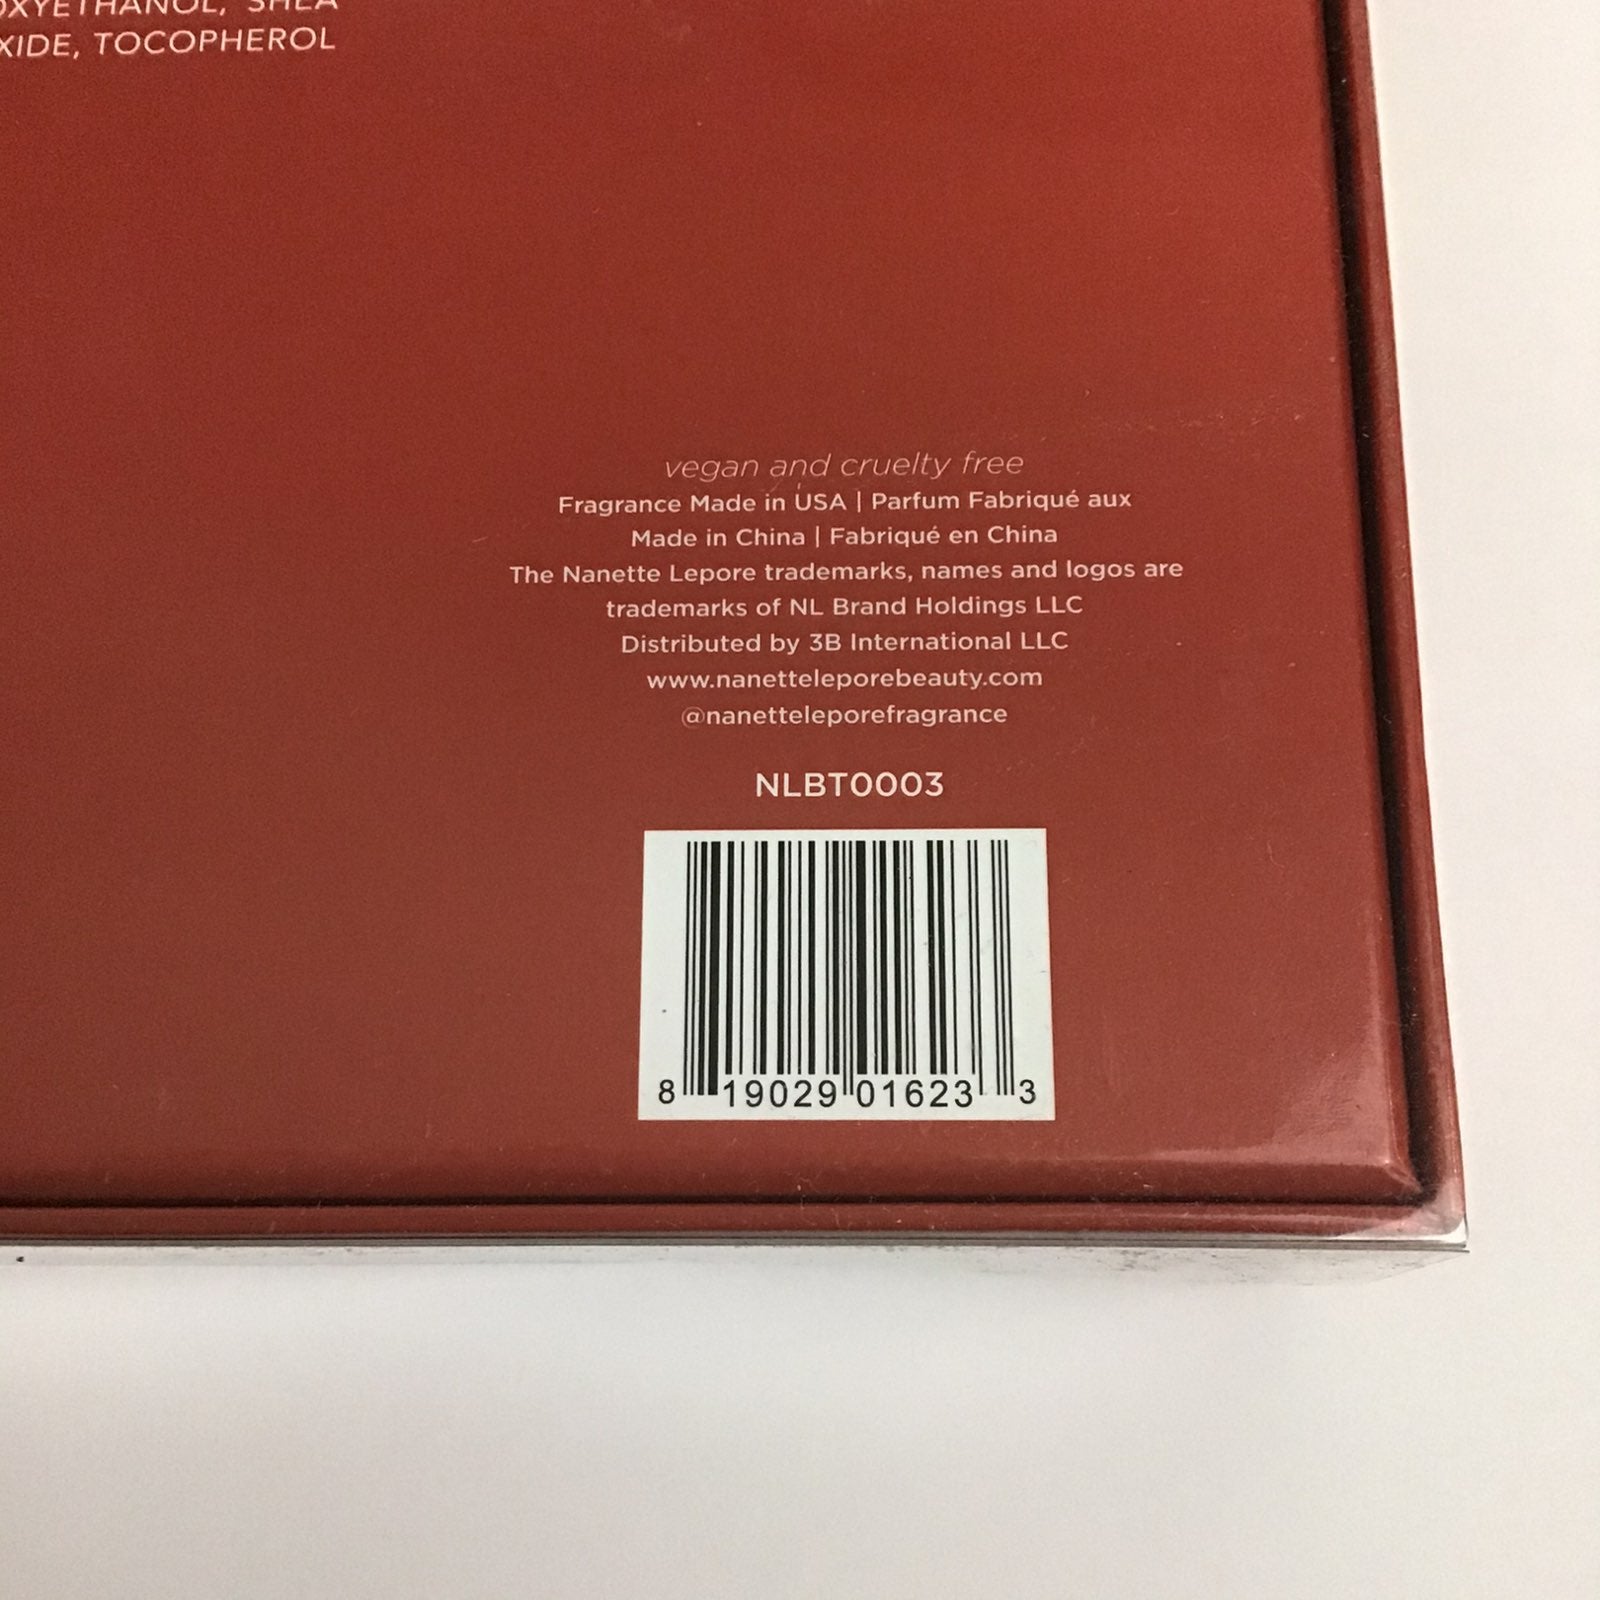 OXYETHANOL, SHEA
XIDE, TOCOPHEROL
vegan and cruelty free
Fragrance Made in USA | Parfum Fabriqué aux
Made in China | Fabriqué en China
The Nanette Lepore trademarks, names and logos are
trademarks of NL Brand Holdings LLC
Distributed by 3B International LLC
www.nanetteleporebeauty.com
@nanetteleporefragrance
NLBT0003
8 19029 01623 3